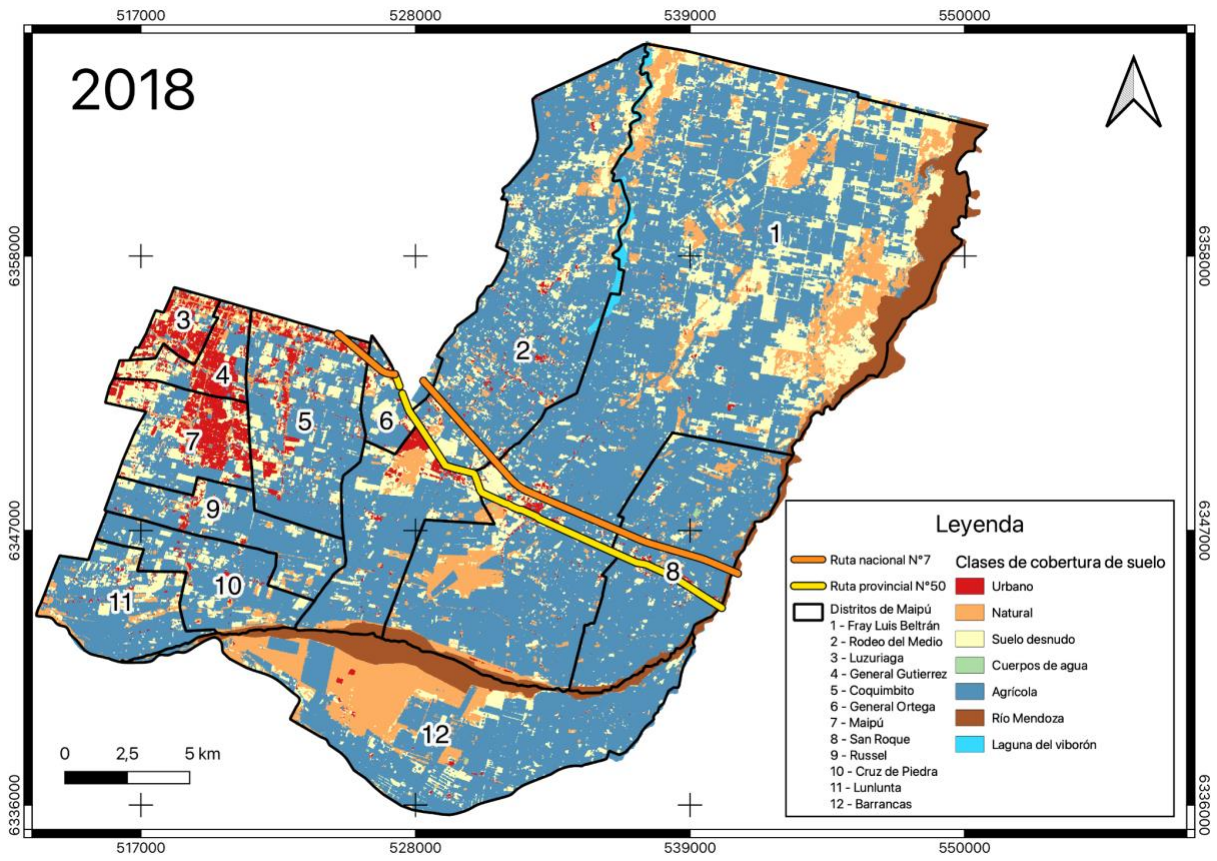 517000 528000 539000 550000
2018
6358000 6358000
1
3
2
4
5
6
7
9
6347000 6347000
8
10
11
12
Leyenda
Ruta nacional N°7
Ruta provincial N°50
Distritos de Maipú
1 - Fray Luis Beltrán
2 - Rodeo del Medio
3 - Luzuriaga
4 - General Gutierrez
5 - Coquimbito
6 - General Ortega
7 - Maipú
8 - San Roque
9 - Russel
10 - Cruz de Piedra
11 - Lunlunta
12 - Barrancas
Clases de cobertura de suelo
Urbano
Natural
Suelo desnudo
Cuerpos de agua
Agrícola
Río Mendoza
Laguna del viborón
0 2,5 5 km
6336000 6336000
517000 528000 539000 550000